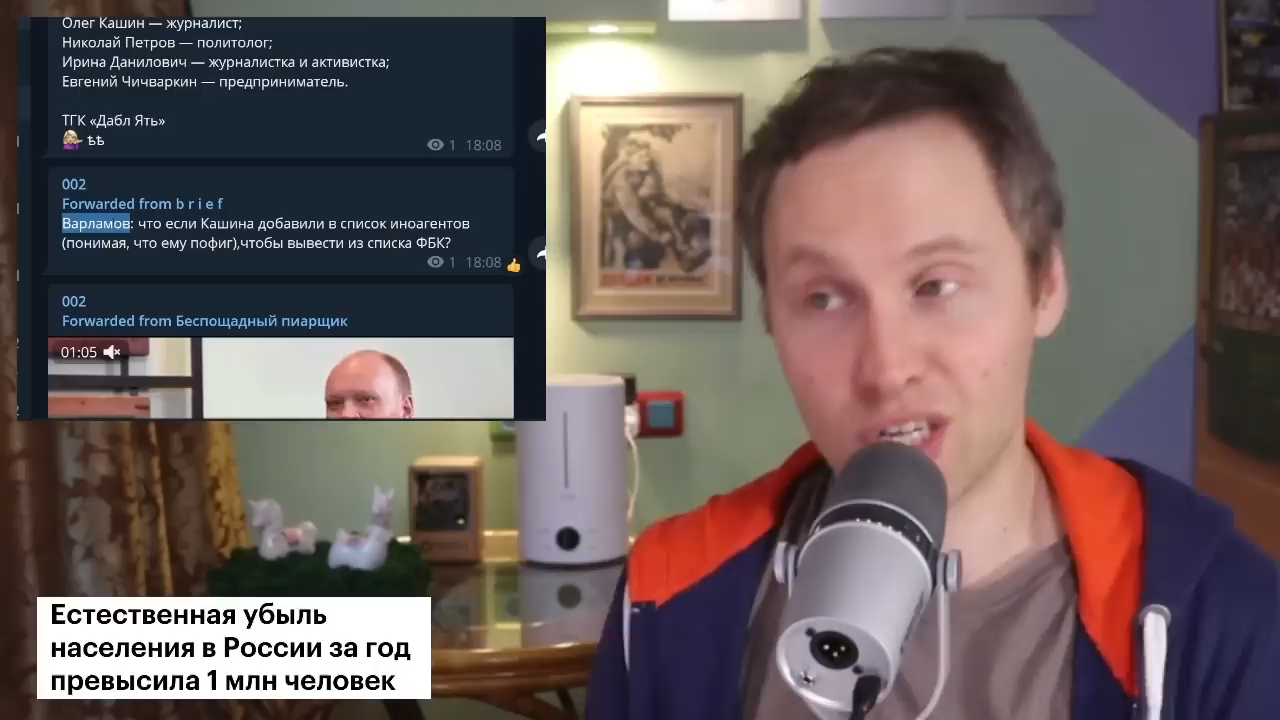 Олег Кашин — журналист;
Николай Петров — политолог;
Ирина Данилович — журналистка и активистка;
Евгений Чичваркин — предприниматель.
ТГК «Дабл Ять»
ѣѣ
1 18:08
002
Forwarded from b r i e f
Варламов: что если Кашина добавили в список иноагентов
(понимая, что ему пофиг),чтобы вывести из списка ФБК?
1 18:08
002
Forwarded from Беспощадный пиарщик
01:05
Естественная убыль
населения в России за год
превысила 1 млн человек